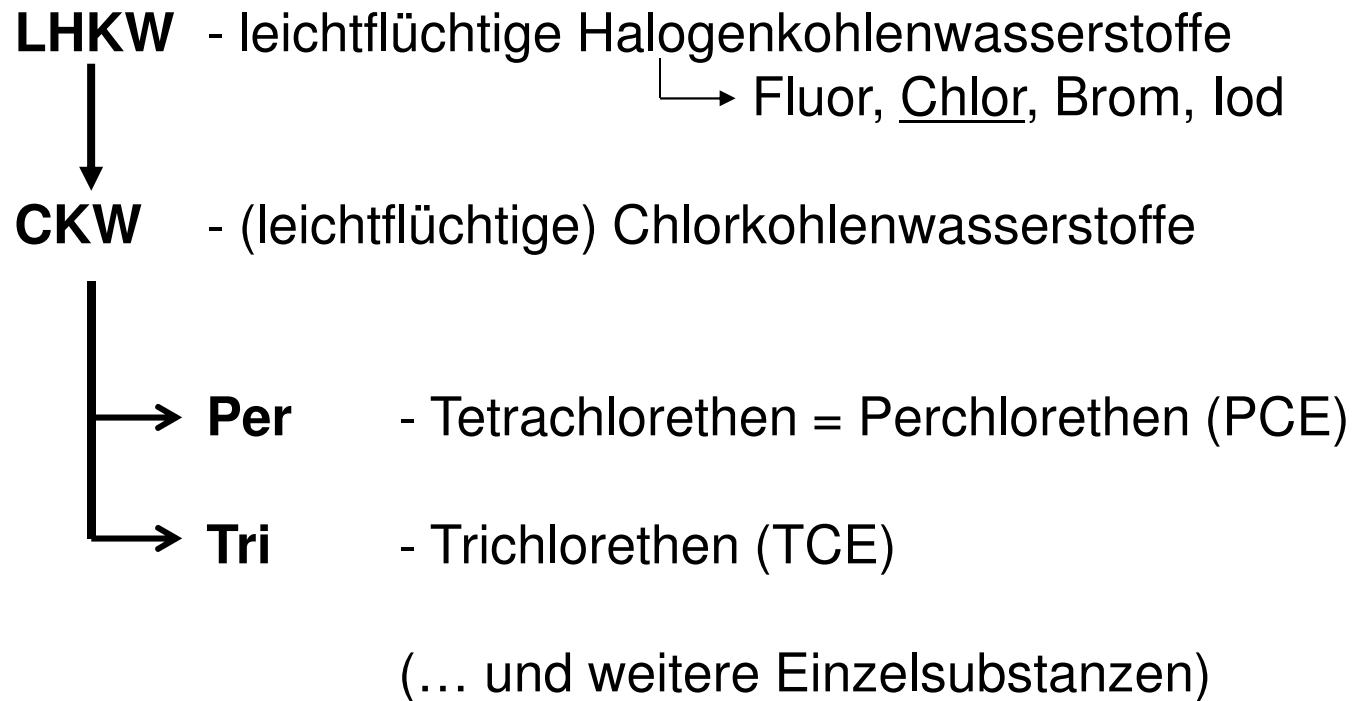 LHKW - leichtflüchtige Halogenkohlenwasserstoffe
Fluor, Chlor, Brom, Iod
CKW - (leichtflüchtige) Chlorkohlenwasserstoffe
Per - Tetrachlorethen = Perchlorethen (PCE)
Tri - Trichlorethen (TCE)
(... und weitere Einzelsubstanzen)